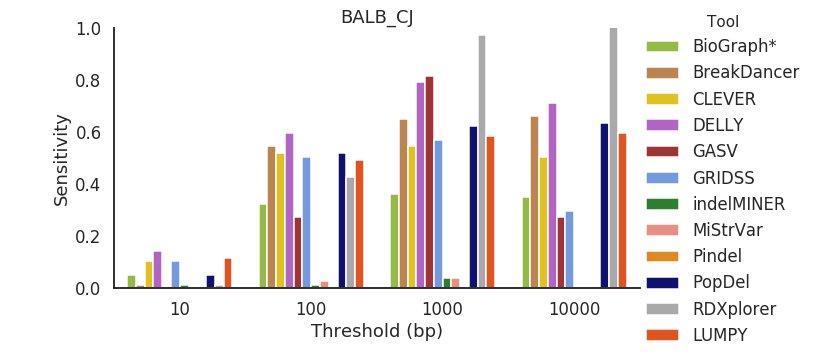 BALB_CJ
Tool
1.0
0.8
0.6
0.4
0.2
0.0
Sensitivity
10 100 1000 10000
Threshold (bp)
BioGraph*
BreakDancer
CLEVER
DELLY
GASV
GRIDSS
indelMINER
MiStrVar
Pindel
PopDel
RDXplorer
LUMPY